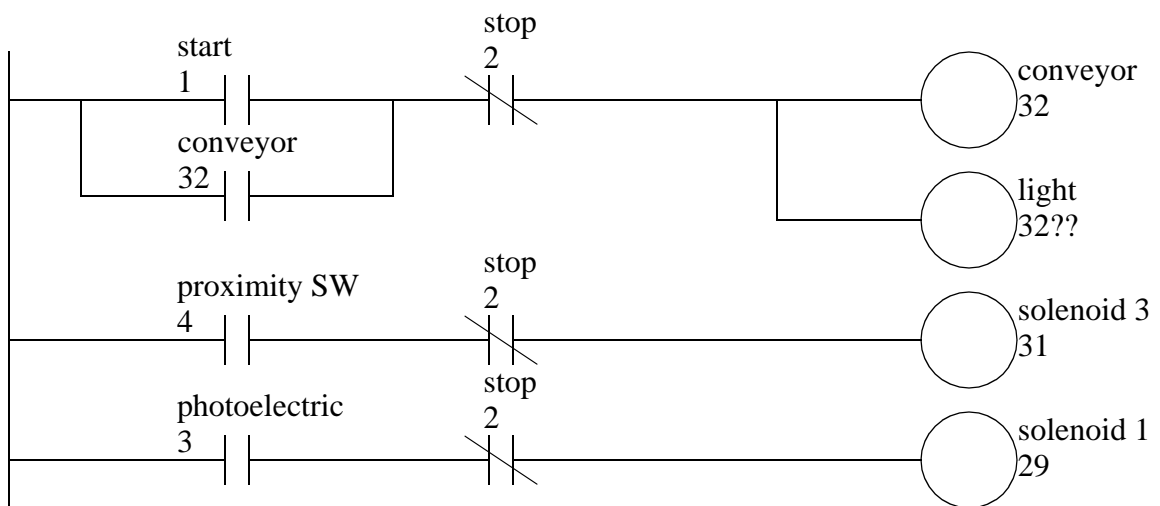 start
1
stop
2
conveyor
32
conveyor
32
light
32??
proximity SW
4
stop
2
solenoid 3
31
photoelectric
3
stop
2
solenoid 1
29